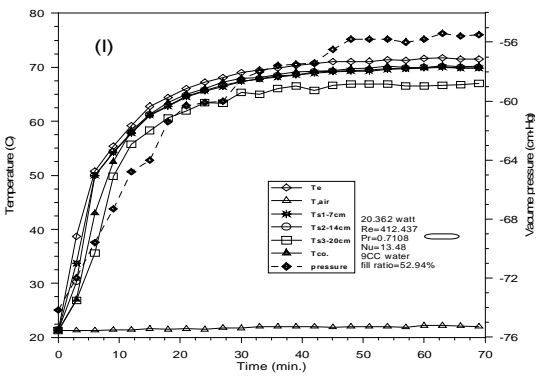 (I)
Temperature (C)
80
70
60
50
40
30
20
Vacume pressure (cm-Hg)
-56
-60
-64
-68
-72
-76
0 10 20 30 40 50 60 70
Time (min.)
Te
T,air
Ts1-7cm
Ts2-14cm
Ts3-20cm
Tco.
pressure
20.362 watt
Re=412.437
Pr=0.7108
Nu=13.48
9CC water
fill ratio=52.94%